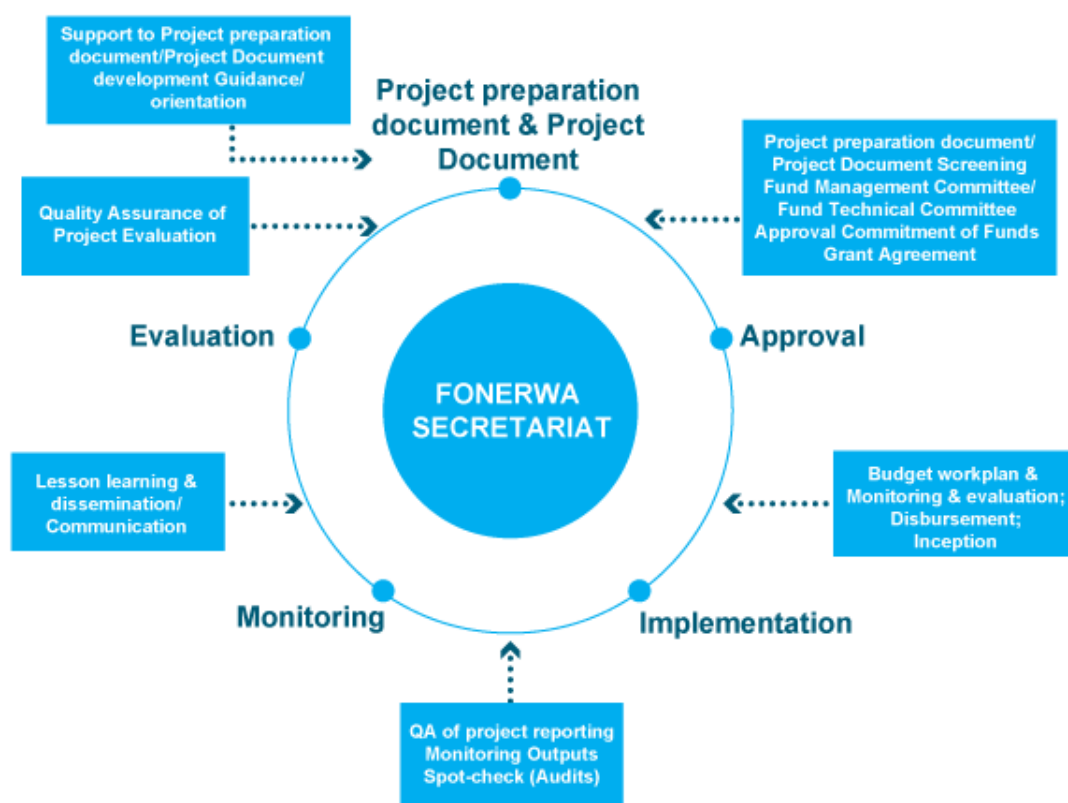 Support to Project preparation
document/Project Document
development Guidance/
orientation
Project preparation
document & Project
Document
Project preparation document/
Project Document Screening
Fund Management Committee/
Fund Technical Committee
Approval Commitment of Funds
Grant Agreement
Quality Assurance of
Project Evaluation
Evaluation
Approval
FONERWA
SECRETARIAT
Lesson learning &
dissemination/
Communication
Budget workplan &
Monitoring & evaluation;
Disbursement;
Inception
Monitoring
Implementation
QA of project reporting
Monitoring Outputs
Spot-check (Audits)